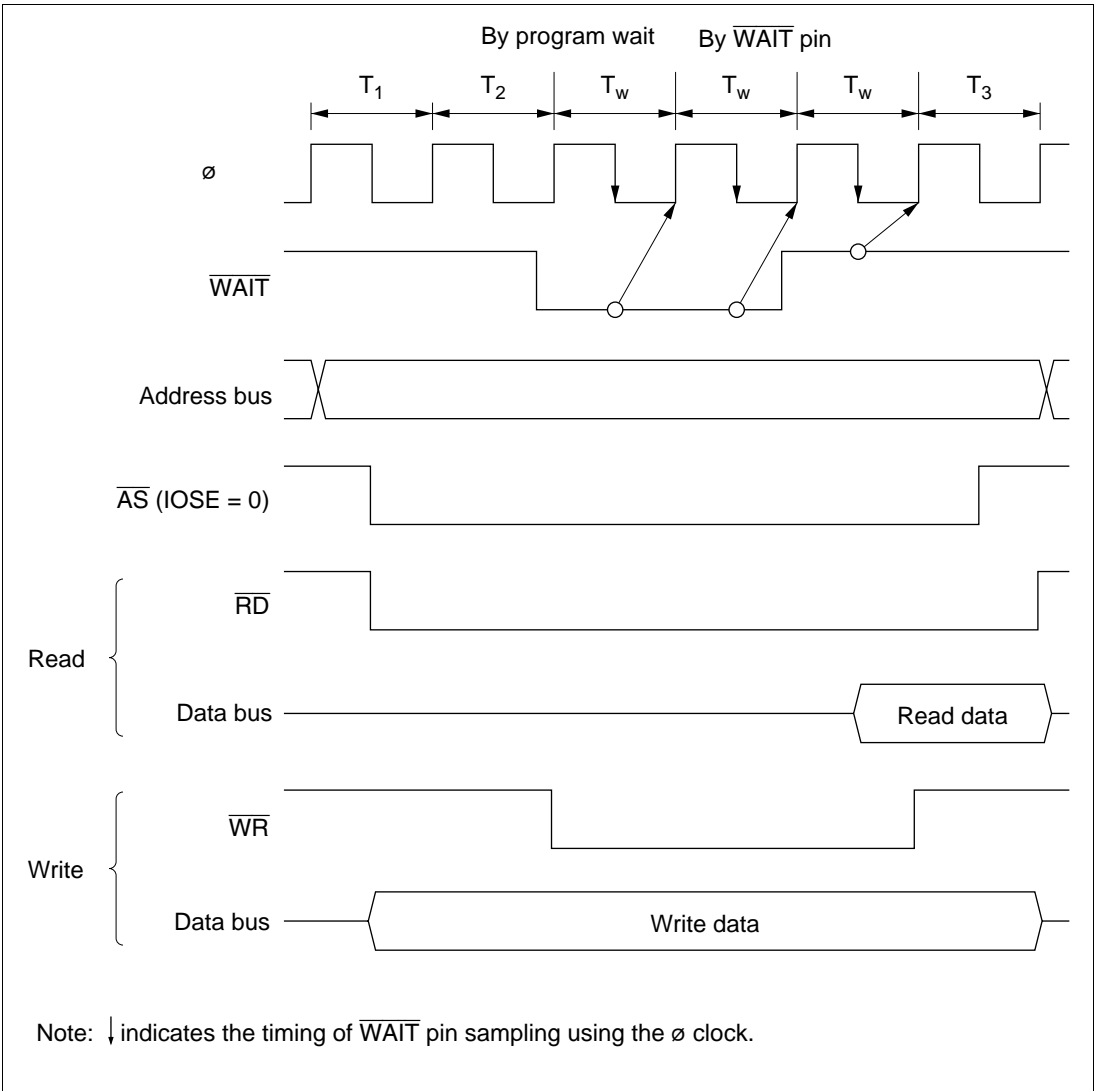 By program wait By WAIT pin
T1 T2 Tw Tw Tw T3
ø
WAIT
Address bus
AS (IOSE = 0)
RD
Read
Data bus Read data
WR
Write
Data bus Write data
Note: ↓ indicates the timing of WAIT pin sampling using the ø clock.